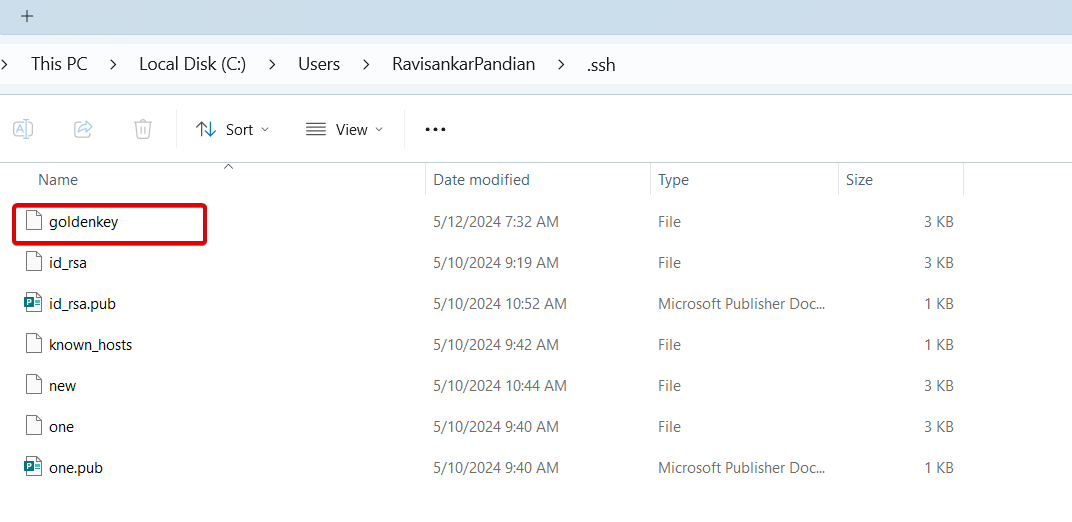 This PC > Local Disk (C:) > Users > RavisankarPandian > .ssh
Sort View
Name Date modified Type Size
goldenkey 5/12/2024 7:32 AM File 3 KB
id_rsa 5/10/2024 9:19 AM File 3 KB
id_rsa.pub 5/10/2024 10:52 AM Microsoft Publisher Doc... 1 KB
known_hosts 5/10/2024 9:42 AM File 1 KB
new 5/10/2024 10:44 AM File 3 KB
one 5/10/2024 9:40 AM File 3 KB
one.pub 5/10/2024 9:40 AM Microsoft Publisher Doc... 1 KB